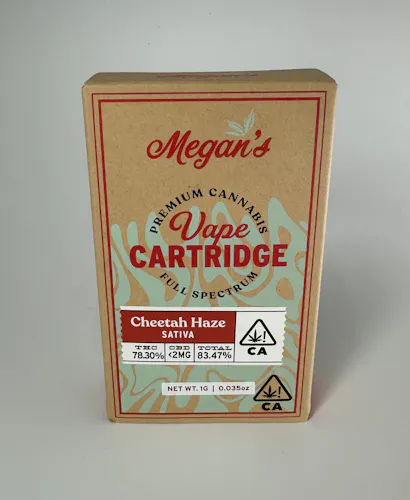 Megan's
PREMIUM CANNABIS
Vape
CARTRIDGE
FULL SPECTRUM
Cheetah Haze
SATIVA
THC CBD TOTAL
78.30% <2MG 83.47%
CA
NET WT. 1G | 0.035oz
CA